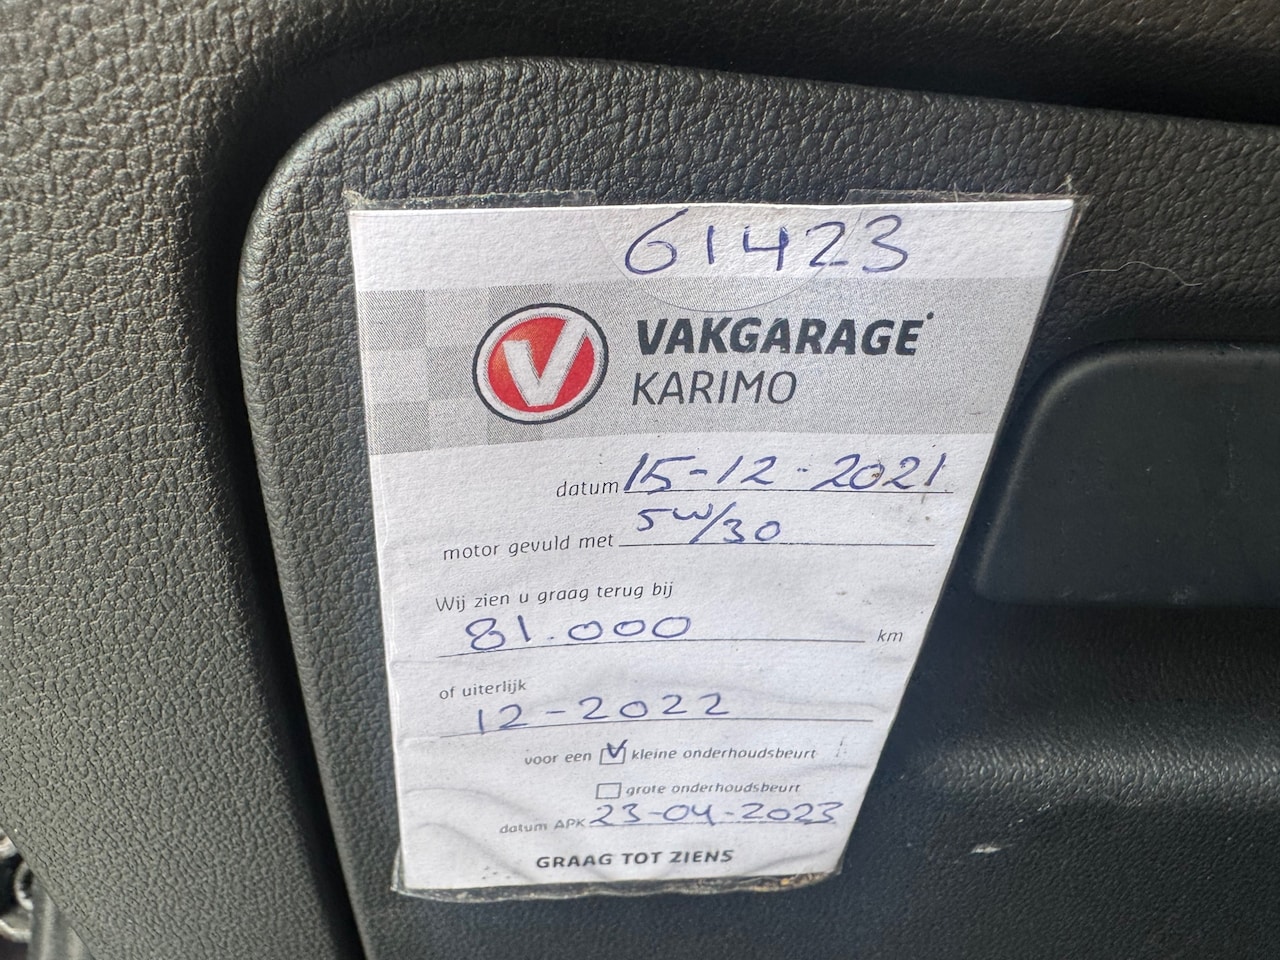 61423
VAKGARAGE
KARIMO
datum 15-12-2021
motor gevuld met 5w/30
Wij zien u graag terug bij
81.000 km
of uiterlijk
12-2022
voor een kleine onderhoudsbeurt
grote onderhoudsbeurt
datum APK 23-04-2023
GRAAG TOT ZIENS